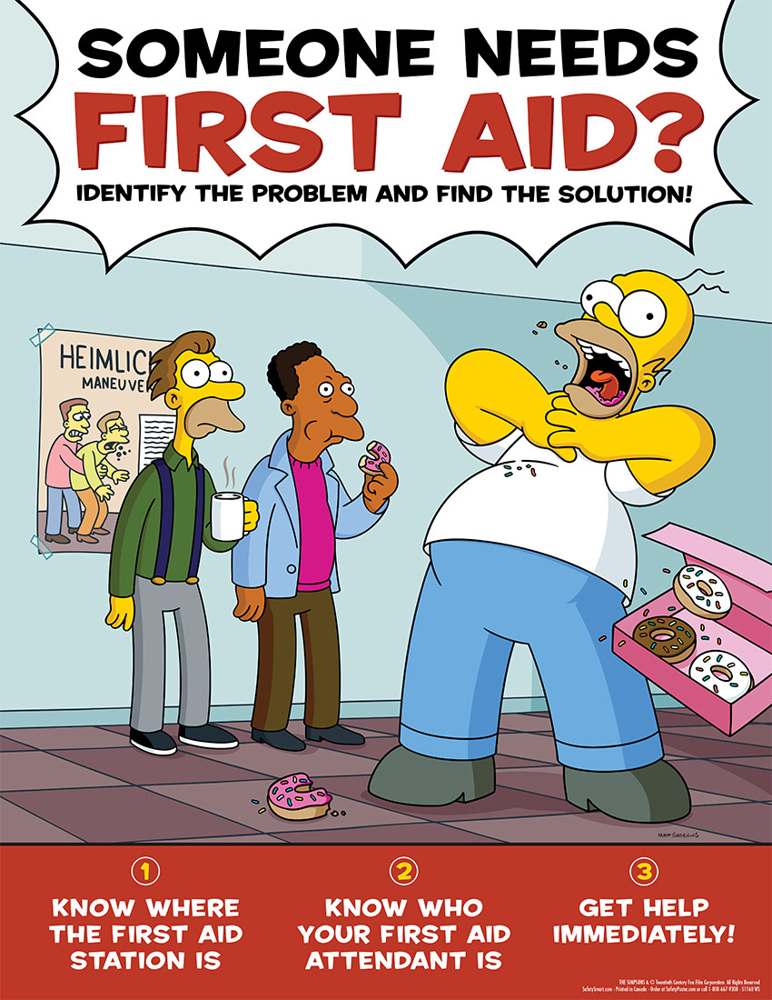 SOMEONE NEEDS
FIRST AID?
IDENTIFY THE PROBLEM AND FIND THE SOLUTION!
HEIMLICH
MANEUVER
MATT GROENING
1
KNOW WHERE
THE FIRST AID
STATION IS
2
KNOW WHO
YOUR FIRST AID
ATTENDANT IS
3
GET HELP
IMMEDIATELY!
THE SIMPSONS & © Twentieth Century Fox Film Corporation All Rights Reserved
SafetySmart.com - Printed in Canada - Order at SafetyPoster.com or call 1-800-667-9300 - S1160 WS